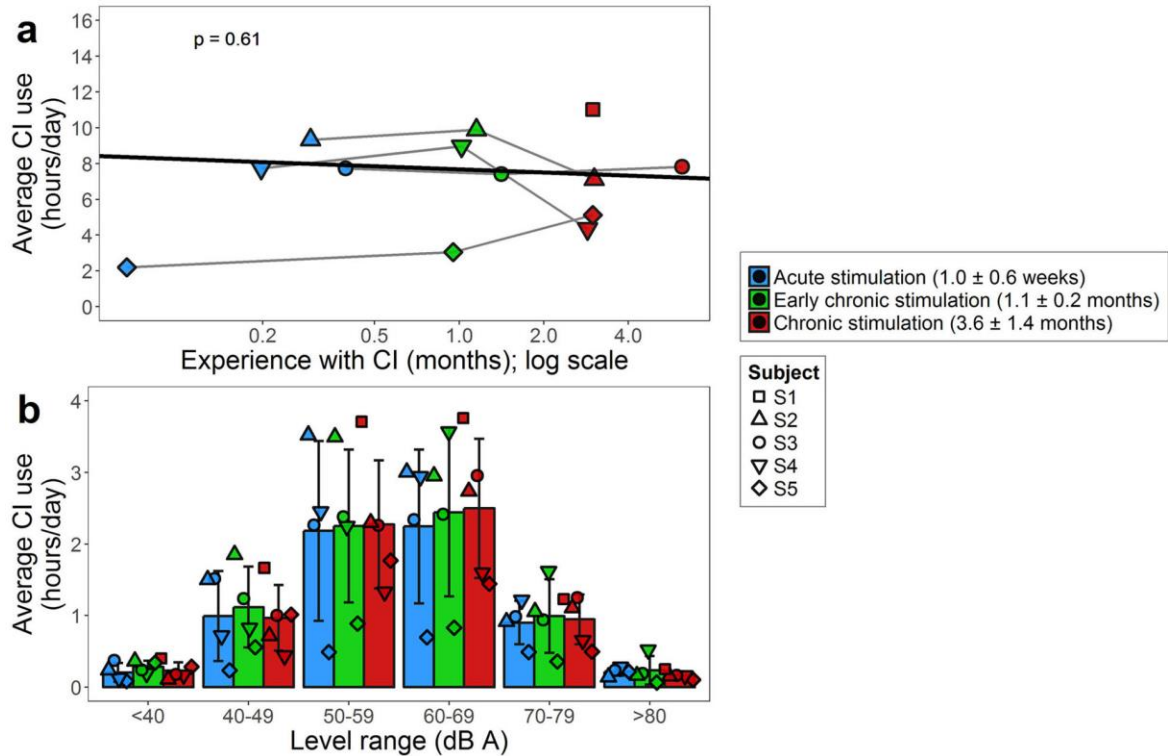 a
p = 0.61
16
14
12
10
8
6
4
2
0
Average CI use
(hours/day)
0.2 0.5 1.0 2.0 4.0
Experience with CI (months); log scale
Acute stimulation (1.0 ± 0.6 weeks)
Early chronic stimulation (1.1 ± 0.2 months)
Chronic stimulation (3.6 ± 1.4 months)
Subject
S1
S2
S3
S4
S5
b
4
3
2
1
0
Average CI use
(hours/day)
<40 40-49 50-59 60-69 70-79 >80
Level range (dB A)